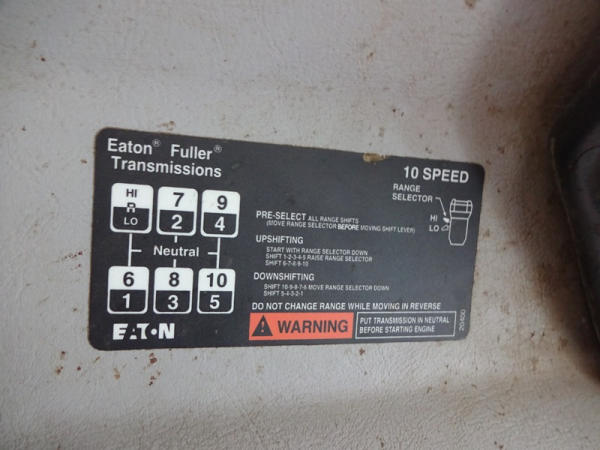 Eaton® Fuller®
Transmissions
10 SPEED
RANGE
SELECTOR
HI
LO
HI
R
LO
7
2
9
4
Neutral
6
1
8
3
10
5
PRE-SELECT ALL RANGE SHIFTS
(MOVE RANGE SELECTOR BEFORE MOVING SHIFT LEVER)
UPSHIFTING
START WITH RANGE SELECTOR DOWN
SHIFT 1-2-3-4-5 RAISE RANGE SELECTOR
SHIFT 6-7-8-9-10
DOWNSHIFTING
SHIFT 10-9-8-7-6 MOVE RANGE SELECTOR DOWN
SHIFT 5-4-3-2-1
DO NOT CHANGE RANGE WHILE MOVING IN REVERSE
EATON
WARNING
PUT TRANSMISSION IN NEUTRAL
BEFORE STARTING ENGINE